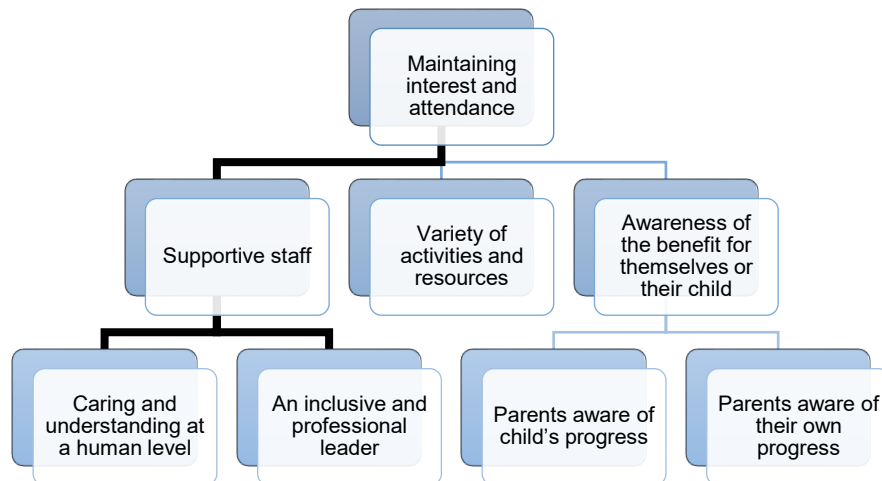 Maintaining
interest and
attendance
Supportive staff
Variety of
activities and
resources
Awareness of
the benefit for
themselves or
their child
Caring and
understanding at
a human level
An inclusive and
professional
leader
Parents aware of
child’s progress
Parents aware of
their own
progress